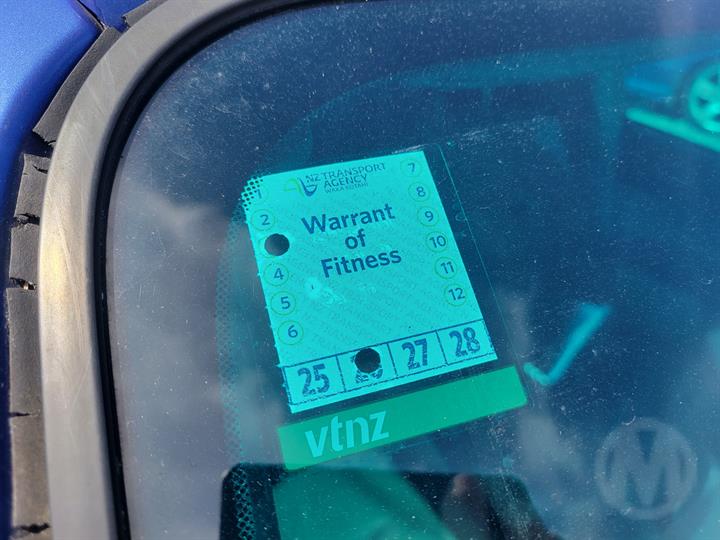 NZ TRANSPORT
AGENCY
WAKA KOTAHI
Warrant
of
Fitness
1
2
4
5
6
7
8
9
10
11
12
25 27 28
vtnz
M